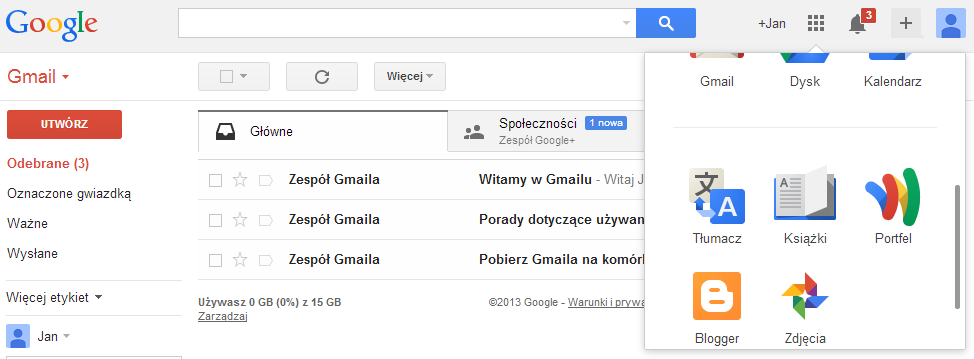 Google
+Jan
3
Gmail
Więcej
UTWÓRZ
Odebrane (3)
Oznaczone gwiazdką
Ważne
Wysłane
Więcej etykiet
Jan
Główne
Społeczności 1 nowa
Zespół Google+
Zespół Gmaila Witamy w Gmailu - Witaj J
Zespół Gmaila Porady dotyczące używan
Zespół Gmaila Pobierz Gmaila na komórk
Używasz 0 GB (0%) z 15 GB
Zarządzaj
©2013 Google - Warunki i prywa
Gmail Dysk Kalendarz
文 A
A
Tłumacz Książki Portfel
Blogger Zdjęcia